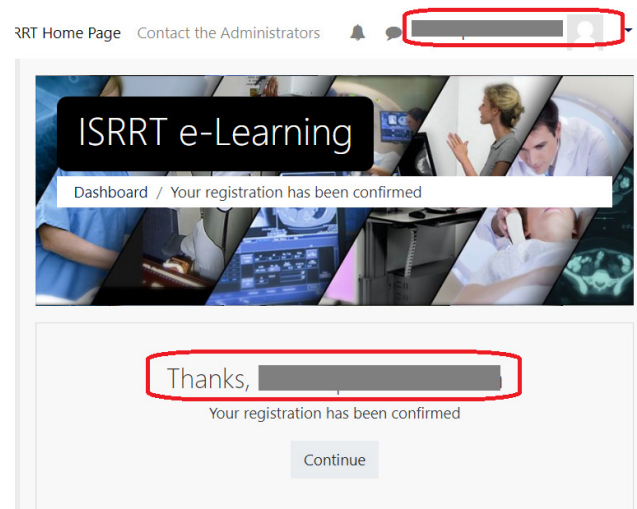 RRT Home Page Contact the Administrators
ISRRT e-Learning
Dashboard / Your registration has been confirmed
Thanks,
Your registration has been confirmed
Continue